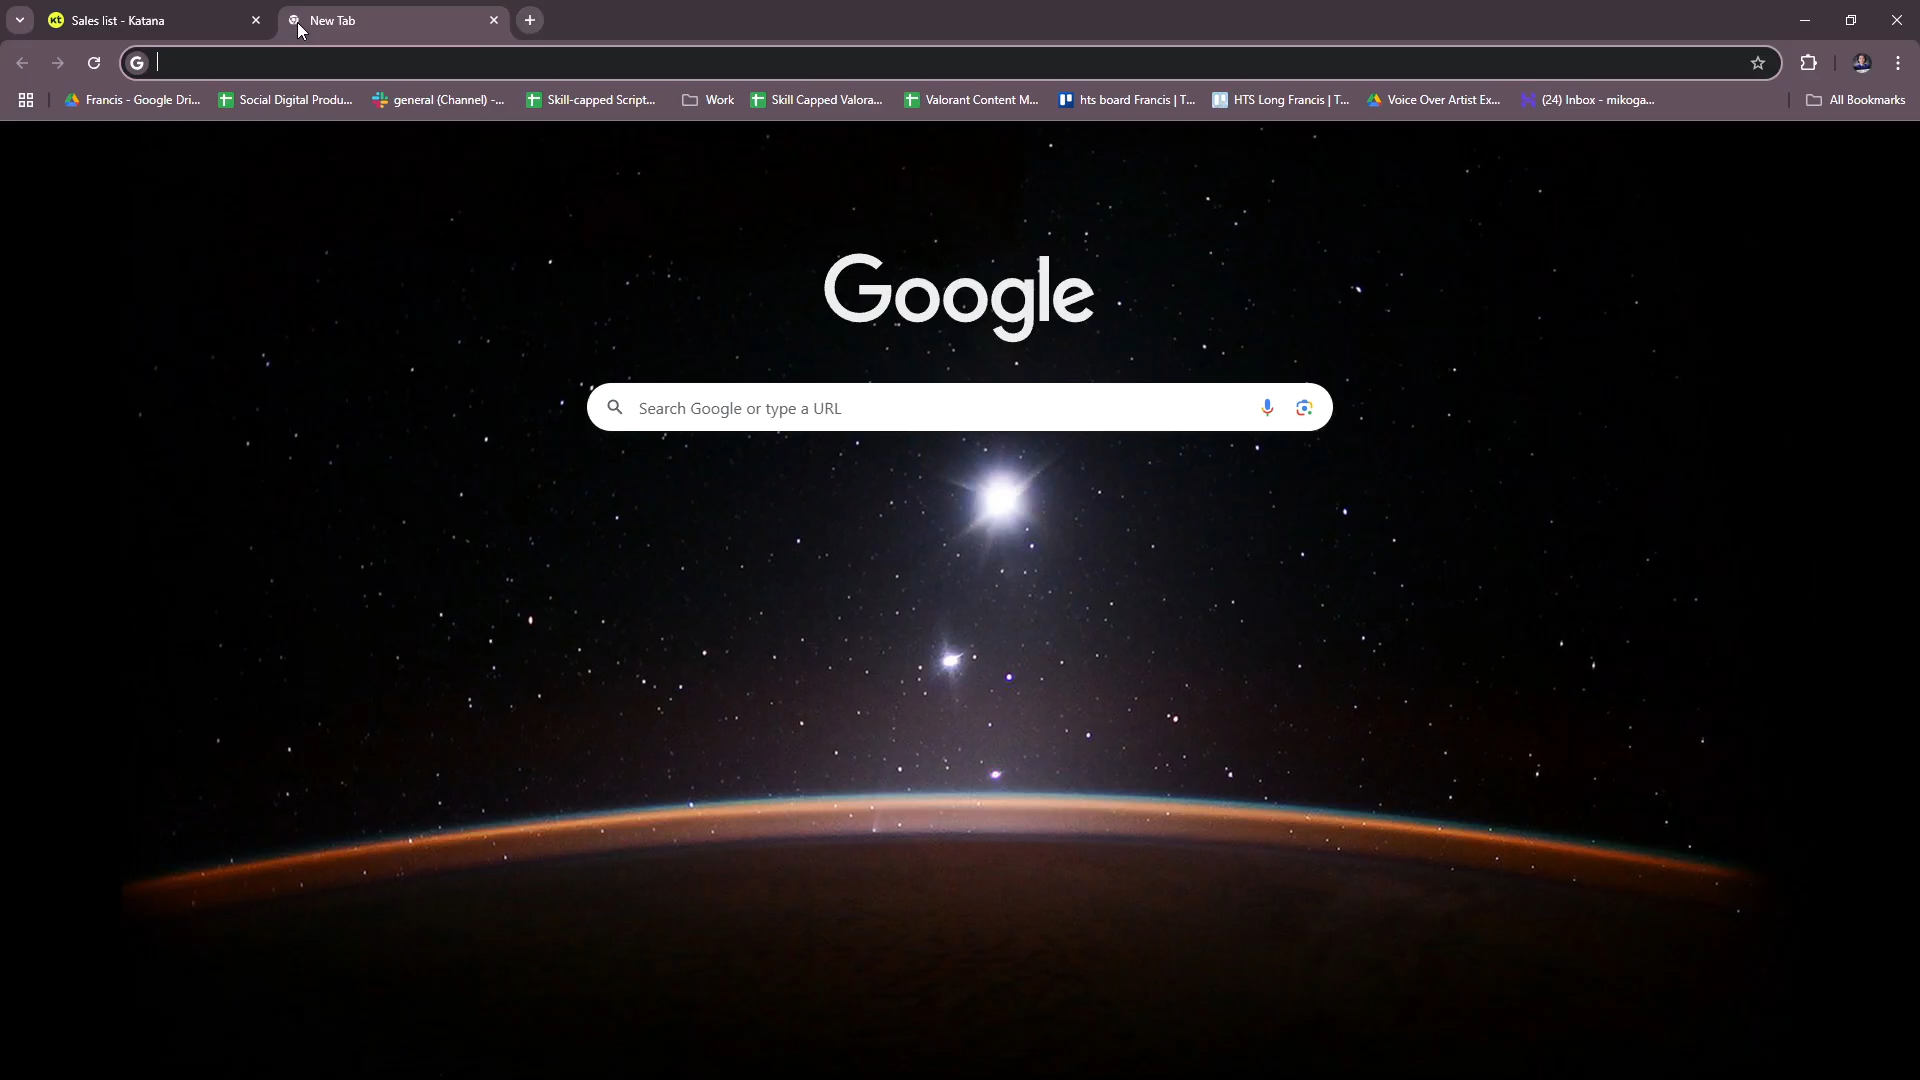 Sales list - Katana
New Tab
Francis - Google Dri...
Social Digital Produ...
general (Channel) -...
Skill-capped Script...
Work
Skill Capped Valora...
Valorant Content M...
hts board Francis | T...
HTS Long Francis | T...
Voice Over Artist Ex...
(24) Inbox - mikoga...
All Bookmarks
Google
Search Google or type a URL